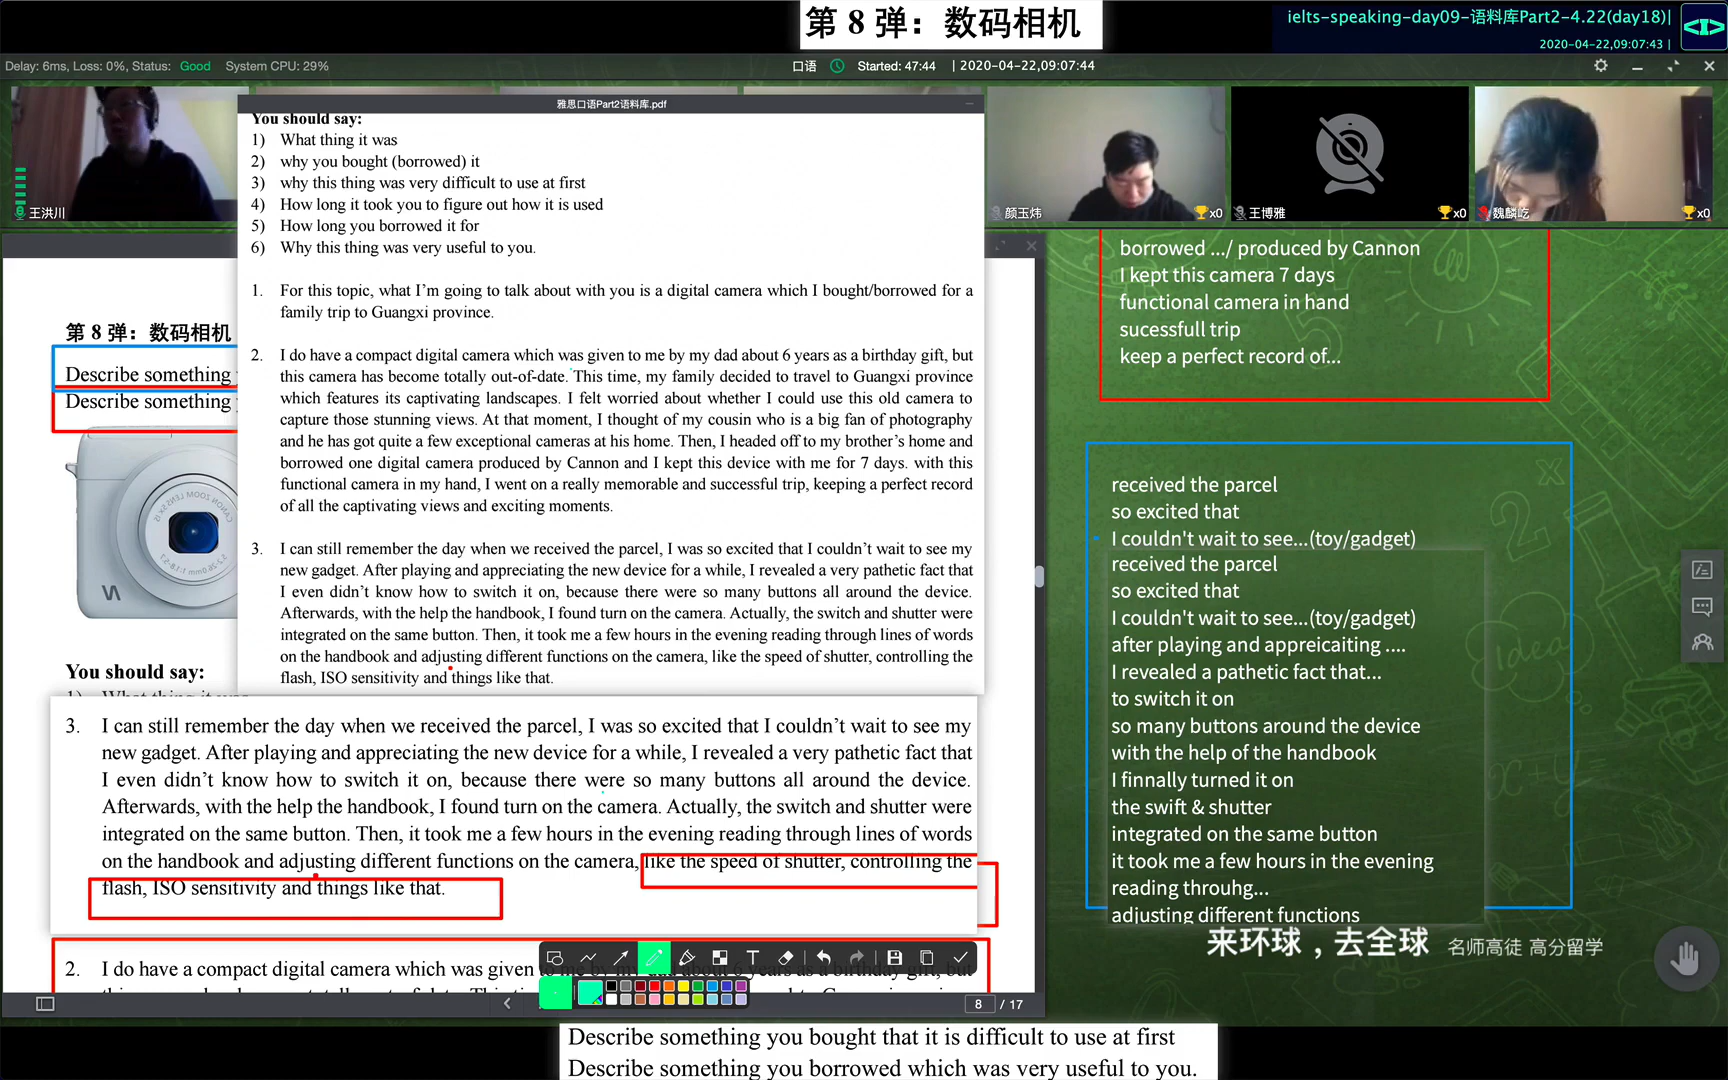 第 8 弹：数码相机
ielts-speaking-day09-语料库Part2-4.22(day18)|
2020-04-22,09:07:43 |
Delay: 6ms, Loss: 0%, Status: Good System CPU: 29%
口语 Started: 47:44 | 2020-04-22,09:07:44
雅思口语Part2语料库.pdf
王洪川
颜玉炜
x0
王博雅
x0
魏麟屹
x0
You should say:
1) What thing it was
2) why you bought (borrowed) it
3) why this thing was very difficult to use at first
4) How long it took you to figure out how it is used
5) How long you borrowed it for
6) Why this thing was very useful to you.
1. For this topic, what I'm going to talk about with you is a digital camera which I bought/borrowed for a
family trip to Guangxi province.
2. I do have a compact digital camera which was given to me by my dad about 6 years as a birthday gift, but
this camera has become totally out-of-date. This time, my family decided to travel to Guangxi province
which features its captivating landscapes. I felt worried about whether I could use this old camera to
capture those stunning views. At that moment, I thought of my cousin who is a big fan of photography
and he has got quite a few exceptional cameras at his home. Then, I headed off to my brother's home and
borrowed one digital camera produced by Cannon and I kept this device with me for 7 days. with this
functional camera in my hand, I went on a really memorable and successful trip, keeping a perfect record
of all the captivating views and exciting moments.
3. I can still remember the day when we received the parcel, I was so excited that I couldn't wait to see my
new gadget. After playing and appreciating the new device for a while, I revealed a very pathetic fact that
I even didn't know how to switch it on, because there were so many buttons all around the device.
Afterwards, with the help the handbook, I found turn on the camera. Actually, the switch and shutter were
integrated on the same button. Then, it took me a few hours in the evening reading through lines of words
on the handbook and adjusting different functions on the camera, like the speed of shutter, controlling the
flash, ISO sensitivity and things like that.
第 8 弹：数码相机
Describe something
Describe something
You should say:
1) What thing it was
3. I can still remember the day when we received the parcel, I was so excited that I couldn't wait to see my
new gadget. After playing and appreciating the new device for a while, I revealed a very pathetic fact that
I even didn't know how to switch it on, because there were so many buttons all around the device.
Afterwards, with the help the handbook, I found turn on the camera. Actually, the switch and shutter were
integrated on the same button. Then, it took me a few hours in the evening reading through lines of words
on the handbook and adjusting different functions on the camera, like the speed of shutter, controlling the
flash, ISO sensitivity and things like that.
2. I do have a compact digital camera which was given to me by my dad about 6 years as a birthday gift, but
8 / 17
borrowed .../ produced by Cannon
I kept this camera 7 days
functional camera in hand
sucessfull trip
keep a perfect record of...
received the parcel
so excited that
I couldn't wait to see...(toy/gadget)
received the parcel
so excited that
I couldn't wait to see...(toy/gadget)
after playing and appreicaiting ....
I revealed a pathetic fact that...
to switch it on
so many buttons around the device
with the help of the handbook
I finnally turned it on
the swift & shutter
integrated on the same button
it took me a few hours in the evening
reading throuhg...
adjusting different functions
来环球，去全球 名师高徒 高分留学
Describe something you bought that it is difficult to use at first
Describe something you borrowed which was very useful to you.